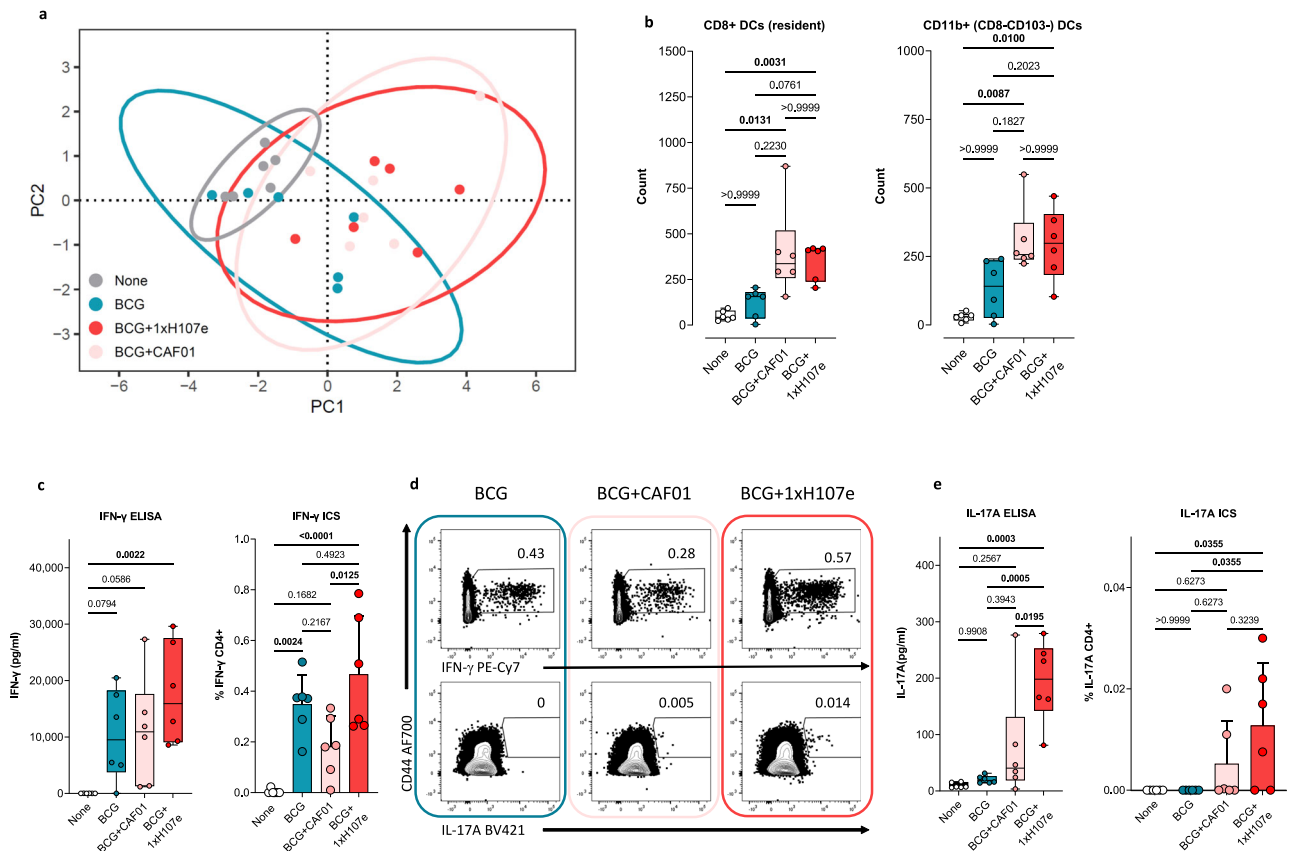 a
PC2
3
2
1
0
−1
−2
−3
−6
−4
−2
0
2
4
6
PC1
None
BCG
BCG+1xH107e
BCG+CAF01
b
CD8+ DCs (resident)
Count
1500
1250
1000
750
500
250
0
0.0031
0.0761
>0.9999
0.0131
0.2230
>0.9999
None
BCG
BCG+CAF01
BCG+
1xH107e
CD11b+ (CD8-CD103-) DCs
Count
1000
750
500
250
0
0.0100
0.2023
0.0087
0.1827
>0.9999
>0.9999
None
BCG
BCG+CAF01
BCG+
1xH107e
c
IFN-γ ELISA
IFN-γ (pg/ml)
40,000
30,000
20,000
10,000
0
0.0022
0.0586
0.0794
None
BCG
BCG+CAF01
BCG+
1xH107e
IFN-γ ICS
% IFN-γ CD4+
1.0
0.8
0.6
0.4
0.2
0.0
<0.0001
0.4923
0.0125
0.1682
0.2167
0.0024
None
BCG
BCG+CAF01
BCG+
1xH107e
d
BCG
BCG+CAF01
BCG+1xH107e
0.43
0.28
0.57
IFN-γ PE-Cy7
0
0.005
0.014
CD44 AF700
IL-17A BV421
e
IL-17A ELISA
IL-17A(pg/ml)
400
300
200
100
0
0.0003
0.2567
0.0005
0.3943
0.0195
0.9908
None
BCG
BCG+CAF01
BCG+
1xH107e
IL-17A ICS
% IL-17A CD4+
0.04
0.02
0.00
0.0355
0.0355
0.6273
0.6273
>0.9999
0.3239
None
BCG
BCG+CAF01
BCG+
1xH107e